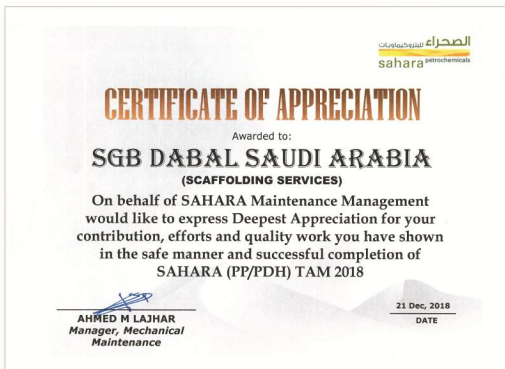 الصحراء للبتروكيماويات
sahara petrochemicals
CERTIFICATE OF APPRECIATION
Awarded to:
SGB DABAL SAUDI ARABIA
(SCAFFOLDING SERVICES)
On behalf of SAHARA Maintenance Management
would like to express Deepest Appreciation for your
contribution, efforts and quality work you have shown
in the safe manner and successful completion of
SAHARA (PP/PDH) TAM 2018
AHMED M LAJHAR
Manager, Mechanical
Maintenance
21 Dec, 2018
DATE